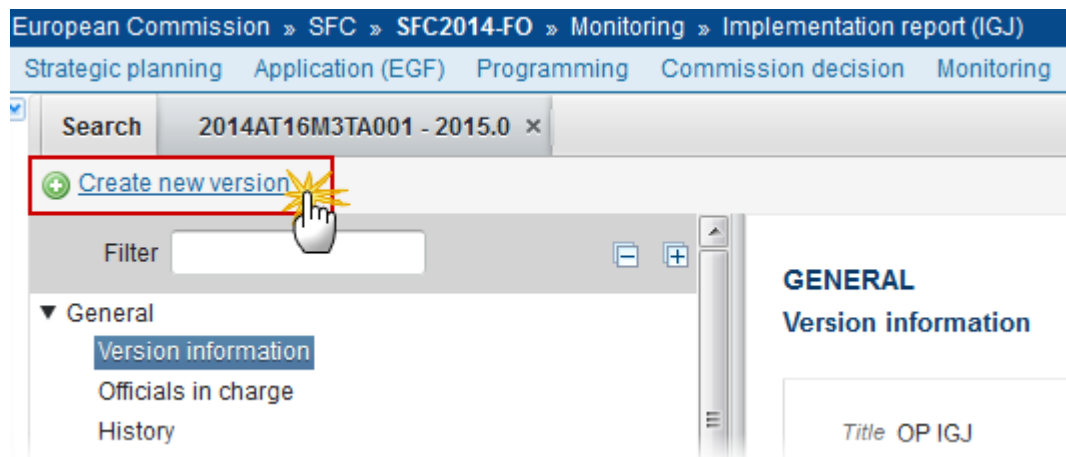 European Commission » SFC » SFC2014-FO » Monitoring » Implementation report (IGJ)
Strategic planning Application (EGF) Programming Commission decision Monitoring
Search 2014AT16M3TA001 - 2015.0 ×
Create new version
Filter
GENERAL
▼ General
Version information
Version information
Officials in charge
History
Title OP IGJ